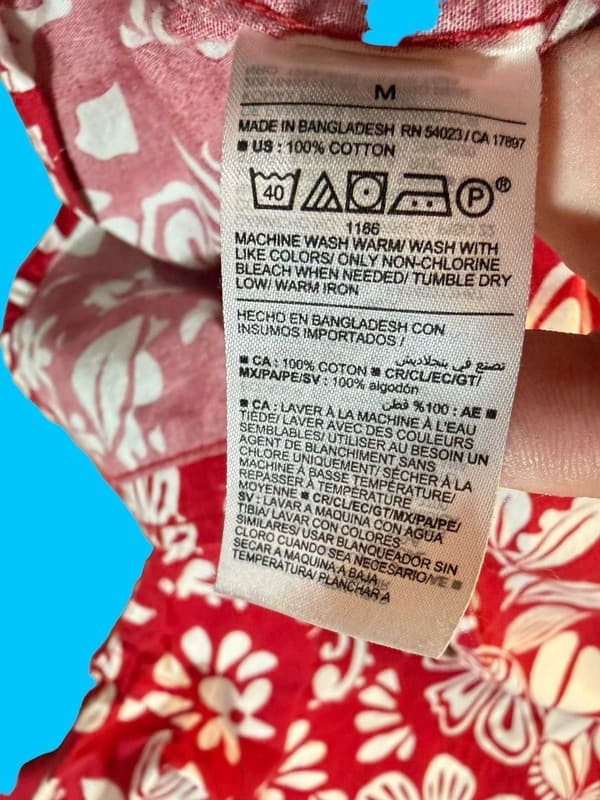 M
MADE IN BANGLADESH RN 54023 / CA 17897
■ US : 100% COTTON
40 P®
1186
MACHINE WASH WARM/ WASH WITH
LIKE COLORS/ ONLY NON-CHLORINE
BLEACH WHEN NEEDED/ TUMBLE DRY
LOW/ WARM IRON
HECHO EN BANGLADESH CON
INSUMOS IMPORTADOS /
■ CA : 100% COTON ■ CR/CL/EC/GT/ تصنع في بنجلاديش
MX/PA/PE/SV : 100% algodón
■ AE : 100% قطن
■ CA : LAVER À LA MACHINE À L'EAU
TIÈDE/ LAVER AVEC DES COULEURS
SEMBLABLES/ UTILISER AU BESOIN UN
AGENT DE BLANCHIMENT SANS
CHLORE UNIQUEMENT/ SÉCHER À LA
MACHINE À BASSE TEMPÉRATURE/
REPASSER À TEMPÉRATURE
MOYENNE ■ CR/CL/EC/GT/MX/PA/PE/
SV : LAVAR A MAQUINA CON AGUA
TIBIA/ LAVAR CON COLORES
SIMILARES/ USAR BLANQUEADOR SIN
CLORO CUANDO SEA NECESARIO/VE ■
SECAR A MAQUINA A BAJA
TEMPERATURA/ PLANCHAR A